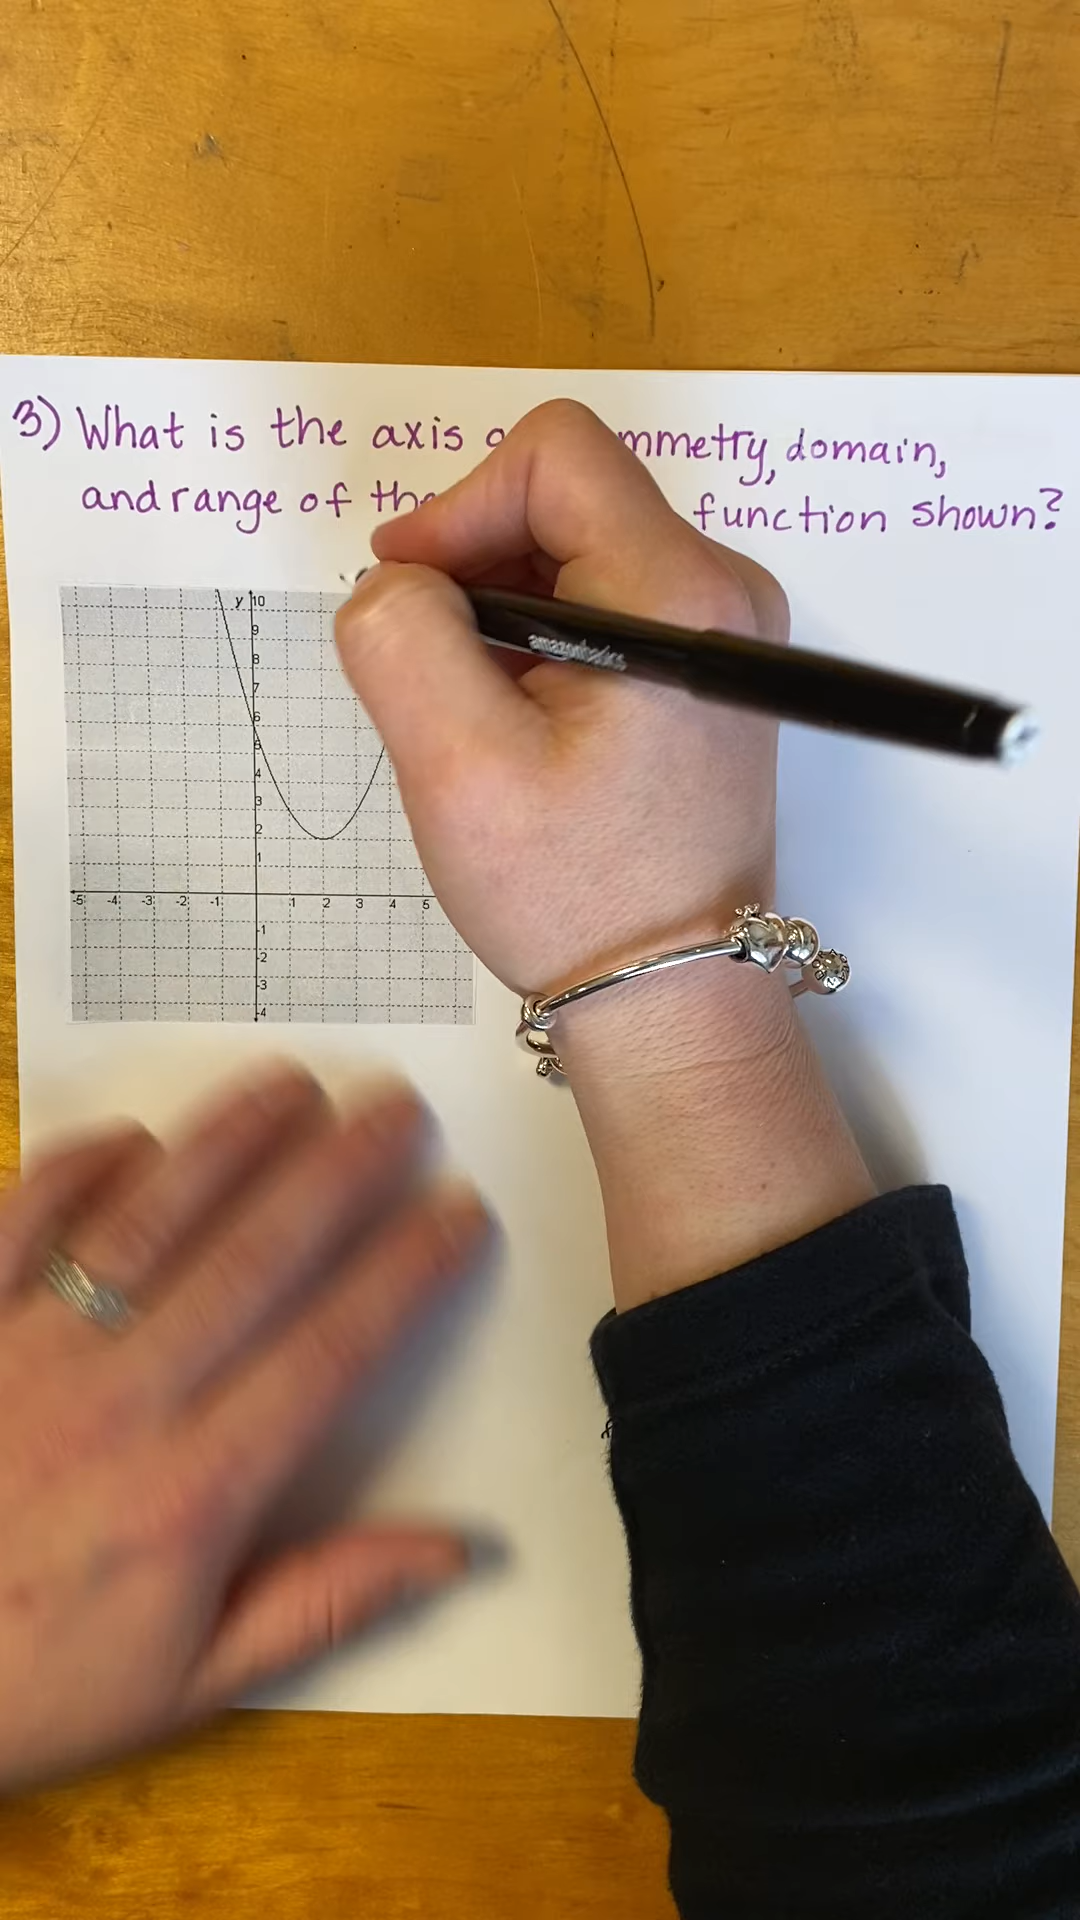 3) What is the axis mmetry, domain,
and range of the function shown?
y 10
9
8
7
6
5
4
3
2
1
-5 -4 -3 -2 -1 1 2 3 4 5
-1
-2
-3
-4
amazonbasics